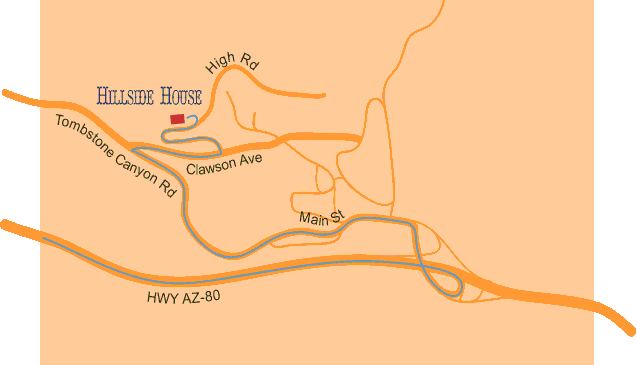 High Rd
HILLSIDE HOUSE
Tombstone Canyon Rd
Clawson Ave
Main St
HWY AZ-80